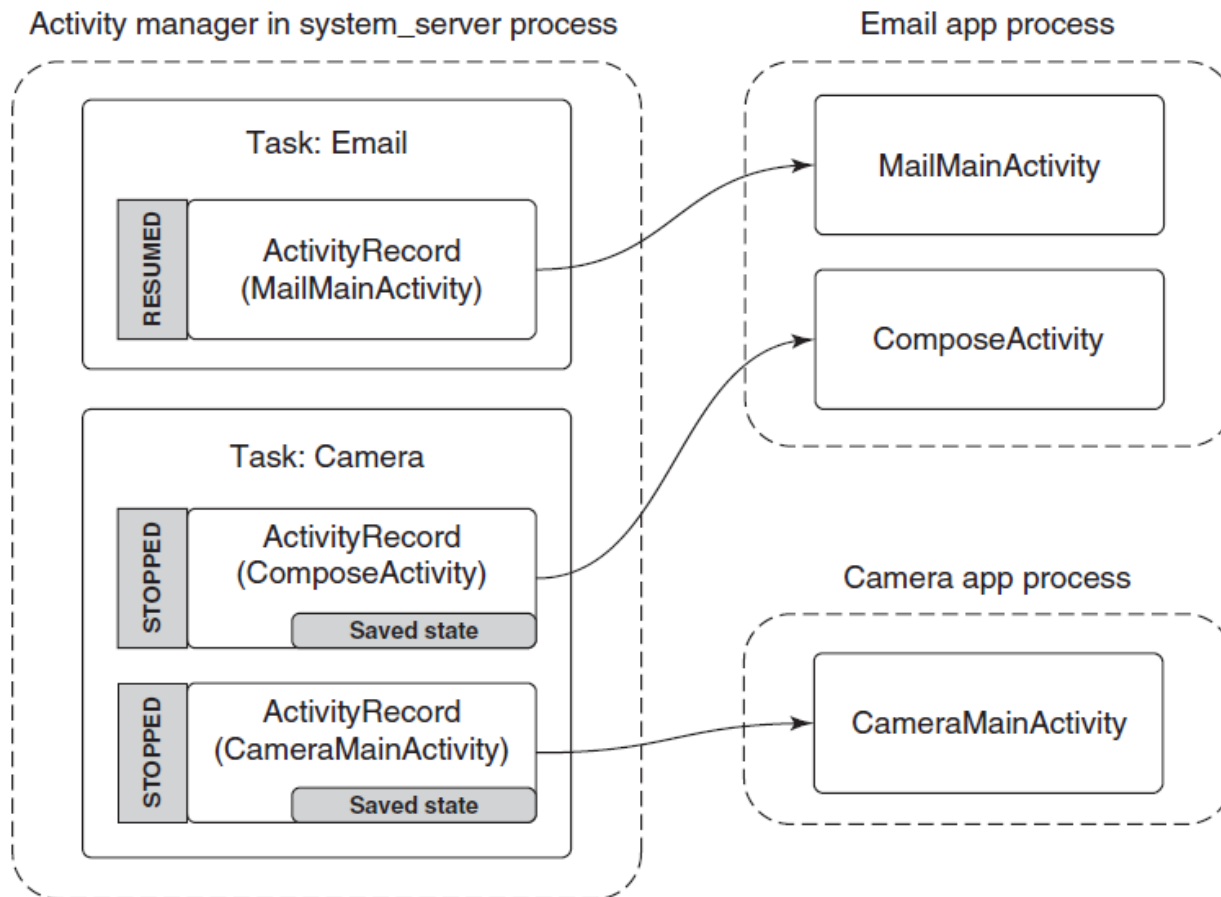 Activity manager in system_server process
Task: Email
RESUMED
ActivityRecord
(MailMainActivity)
Task: Camera
STOPPED
ActivityRecord
(ComposeActivity)
Saved state
STOPPED
ActivityRecord
(CameraMainActivity)
Saved state
Email app process
MailMainActivity
ComposeActivity
Camera app process
CameraMainActivity